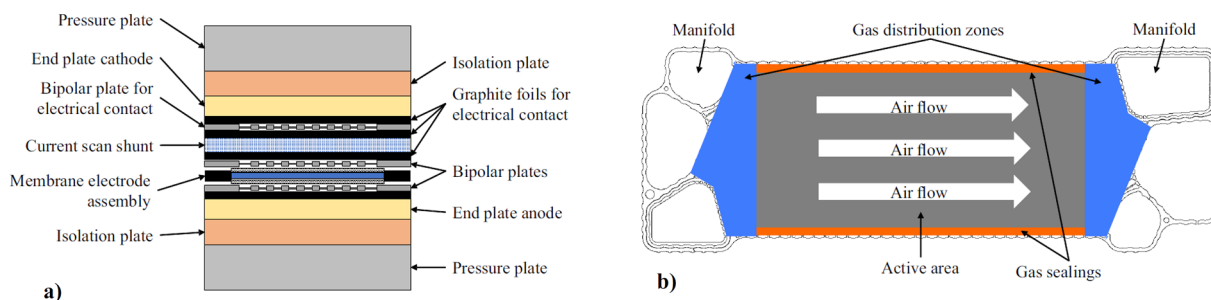 Pressure plate
End plate cathode
Bipolar plate for
electrical contact
Current scan shunt
Membrane electrode
assembly
Isolation plate
Isolation plate
Graphite foils for
electrical contact
Bipolar plates
End plate anode
Pressure plate
a)
Manifold
Gas distribution zones
Manifold
Air flow
Air flow
Air flow
Active area
Gas sealings
b)